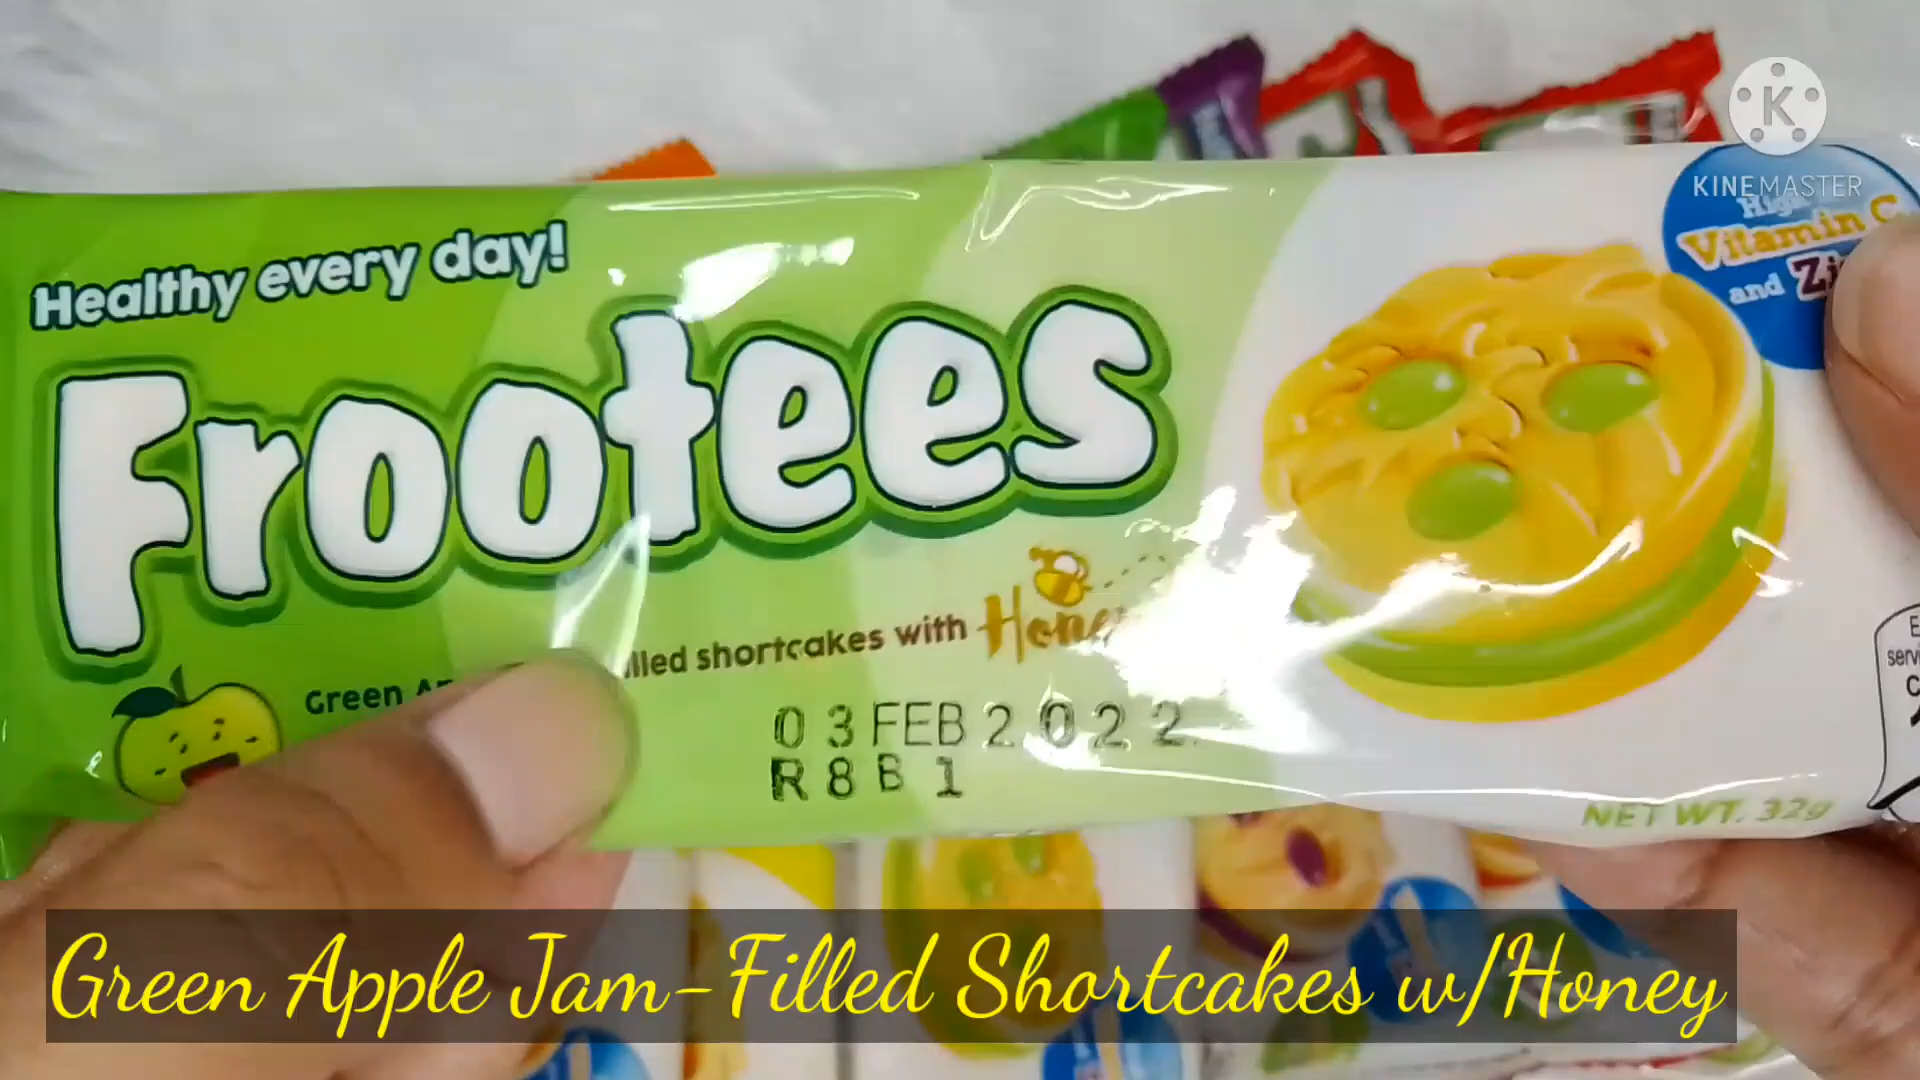 Healthy every day!
Frootees
Green
shortcakes with Honey
03 FEB 2022
R8B1
NET WT. 32g
KINEMASTER
Vitamin C
and
Green Apple Jam-Filled Shortcakes w/Honey